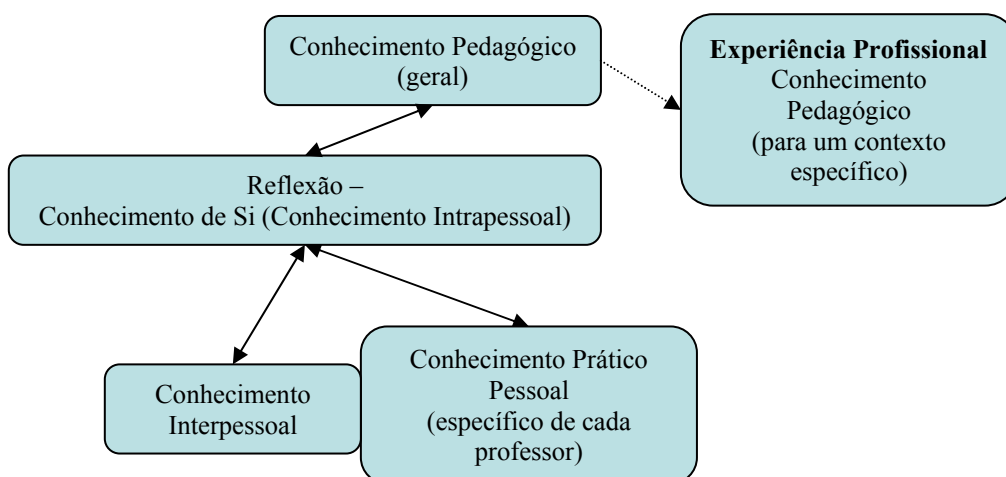 Conhecimento Pedagógico
(geral)
Experiência Profissional
Conhecimento
Pedagógico
(para um contexto
específico)
Reflexão –
Conhecimento de Si (Conhecimento Intrapessoal)
Conhecimento
Interpessoal
Conhecimento Prático
Pessoal
(específico de cada
professor)